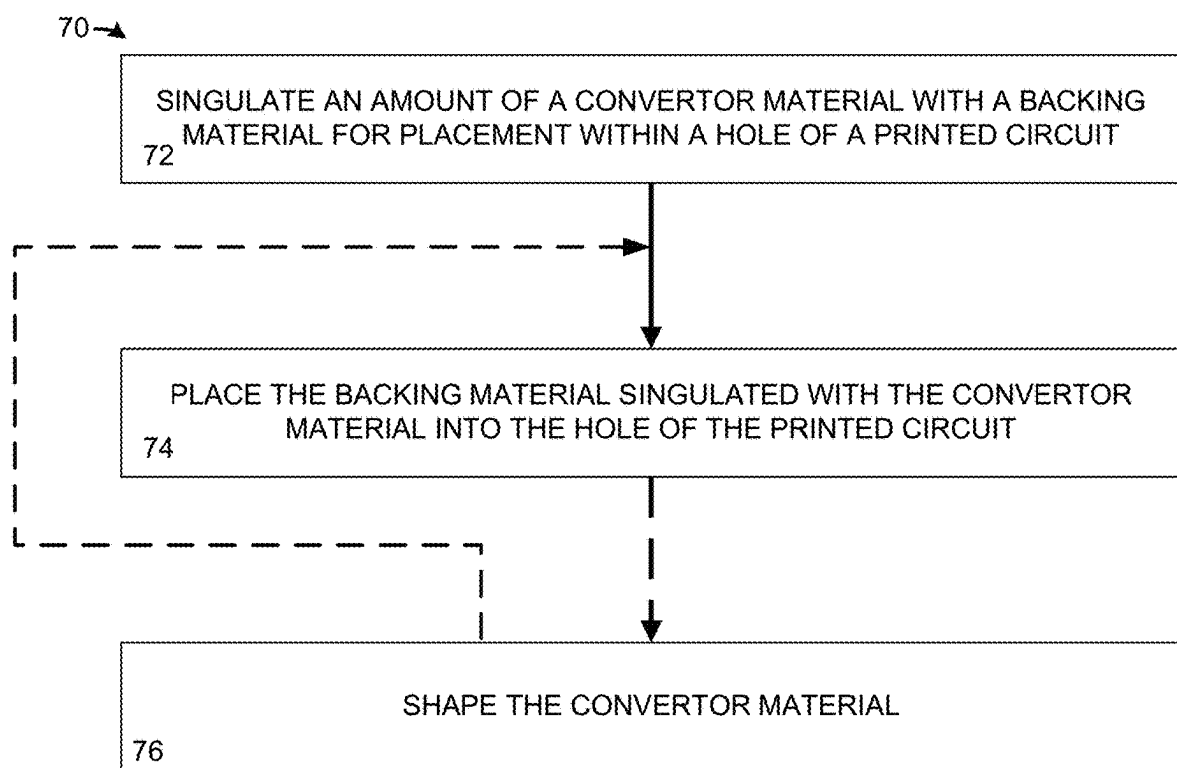 70
SINGULATE AN AMOUNT OF A CONVERTOR MATERIAL WITH A BACKING
MATERIAL FOR PLACEMENT WITHIN A HOLE OF A PRINTED CIRCUIT
72
PLACE THE BACKING MATERIAL SINGULATED WITH THE CONVERTOR
MATERIAL INTO THE HOLE OF THE PRINTED CIRCUIT
74
SHAPE THE CONVERTOR MATERIAL
76